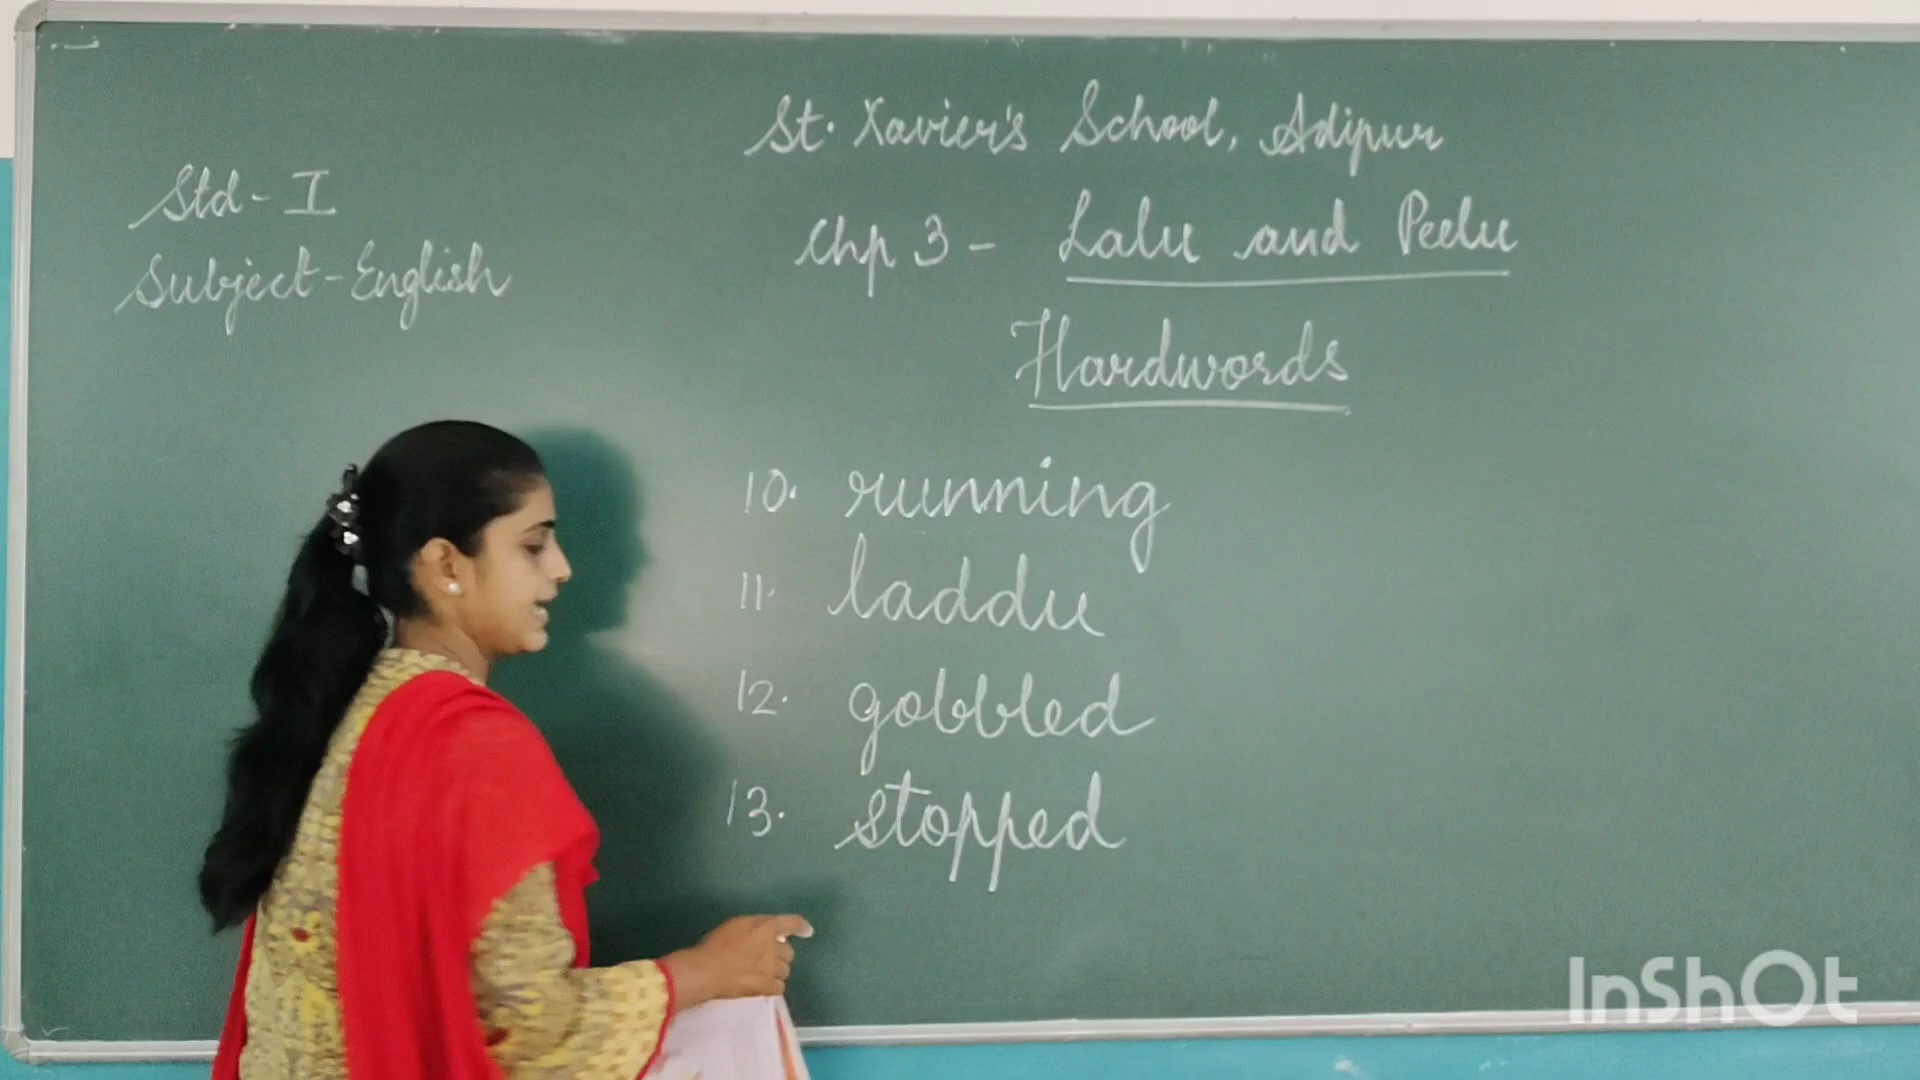 St. Xavier's School, Adipur
Std - I
Subject - English
Chp 3 - Lalu and Peelu
Hardwords
10. running
11. laddu
12. gobbled
13. stopped
InShOt